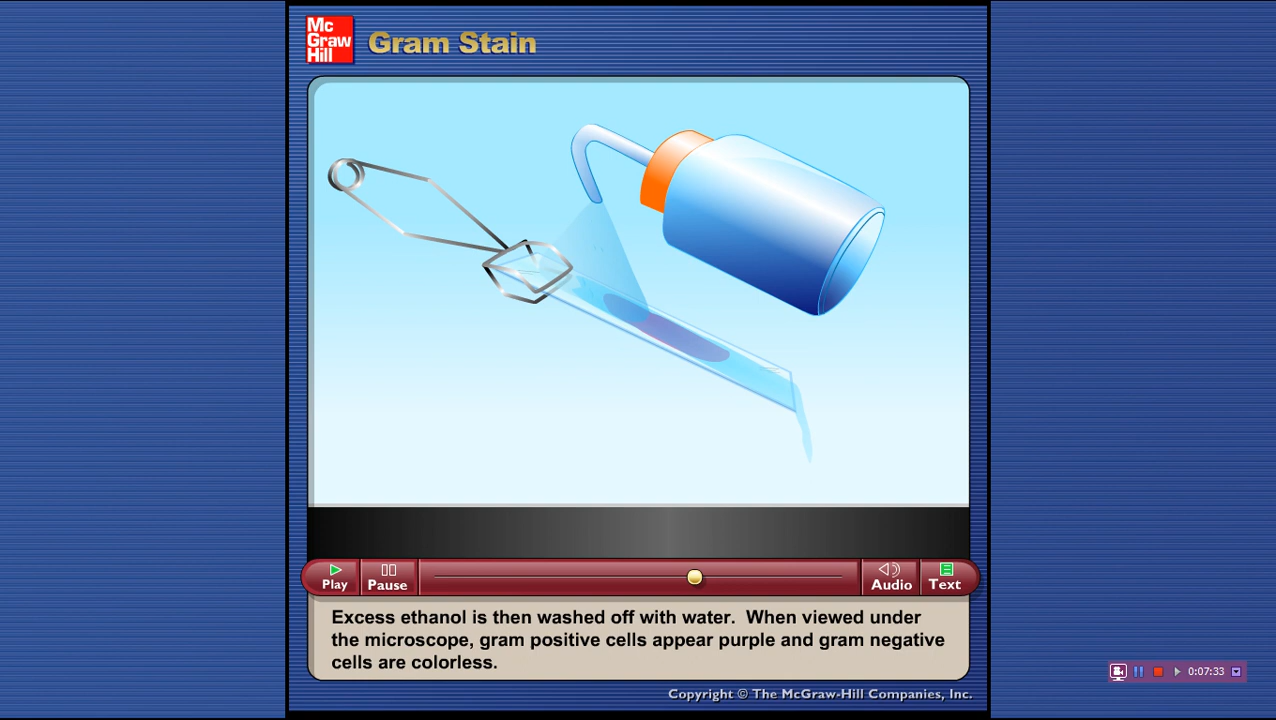 Mc
Graw
Hill
Gram Stain
Play
Pause
Audio
Text
Excess ethanol is then washed off with water. When viewed under
the microscope, gram positive cells appear purple and gram negative
cells are colorless.
0:07:33
Copyright © The McGraw-Hill Companies, Inc.